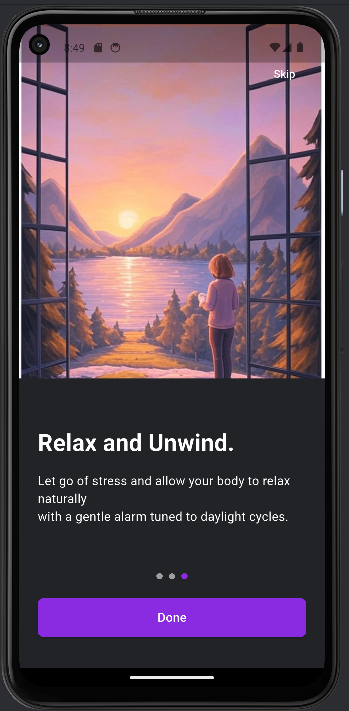 8:49
Skip
Relax and Unwind.
Let go of stress and allow your body to relax
naturally
with a gentle alarm tuned to daylight cycles.
Done